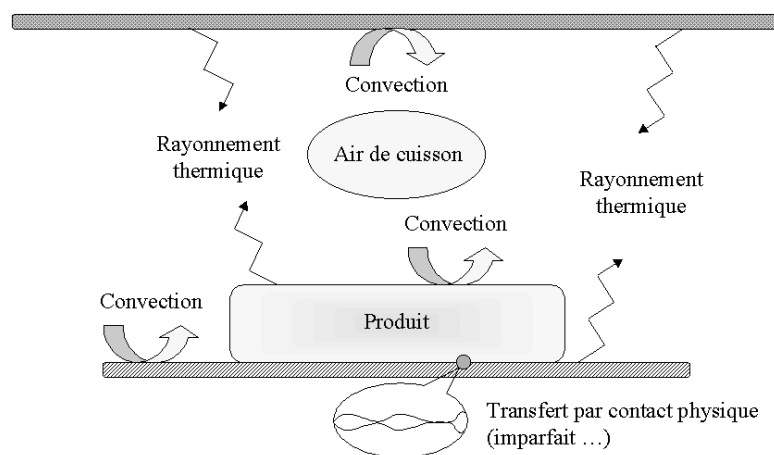 Convection
Rayonnement
thermique
Air de cuisson
Rayonnement
thermique
Convection
Convection
Produit
Transfert par contact physique
(imparfait …)